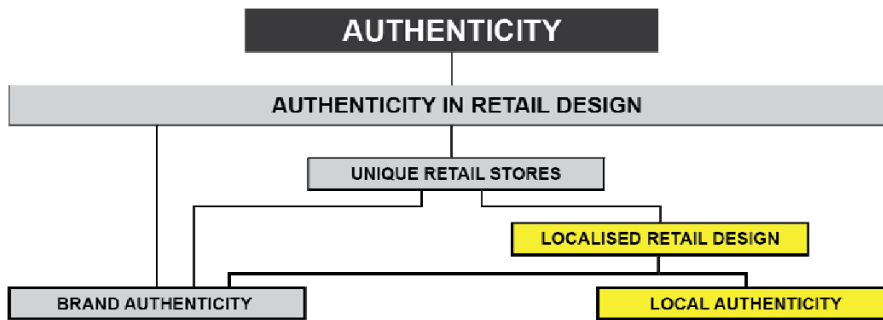 AUTHENTICITY
AUTHENTICITY IN RETAIL DESIGN
UNIQUE RETAIL STORES
LOCALISED RETAIL DESIGN
BRAND AUTHENTICITY
LOCAL AUTHENTICITY